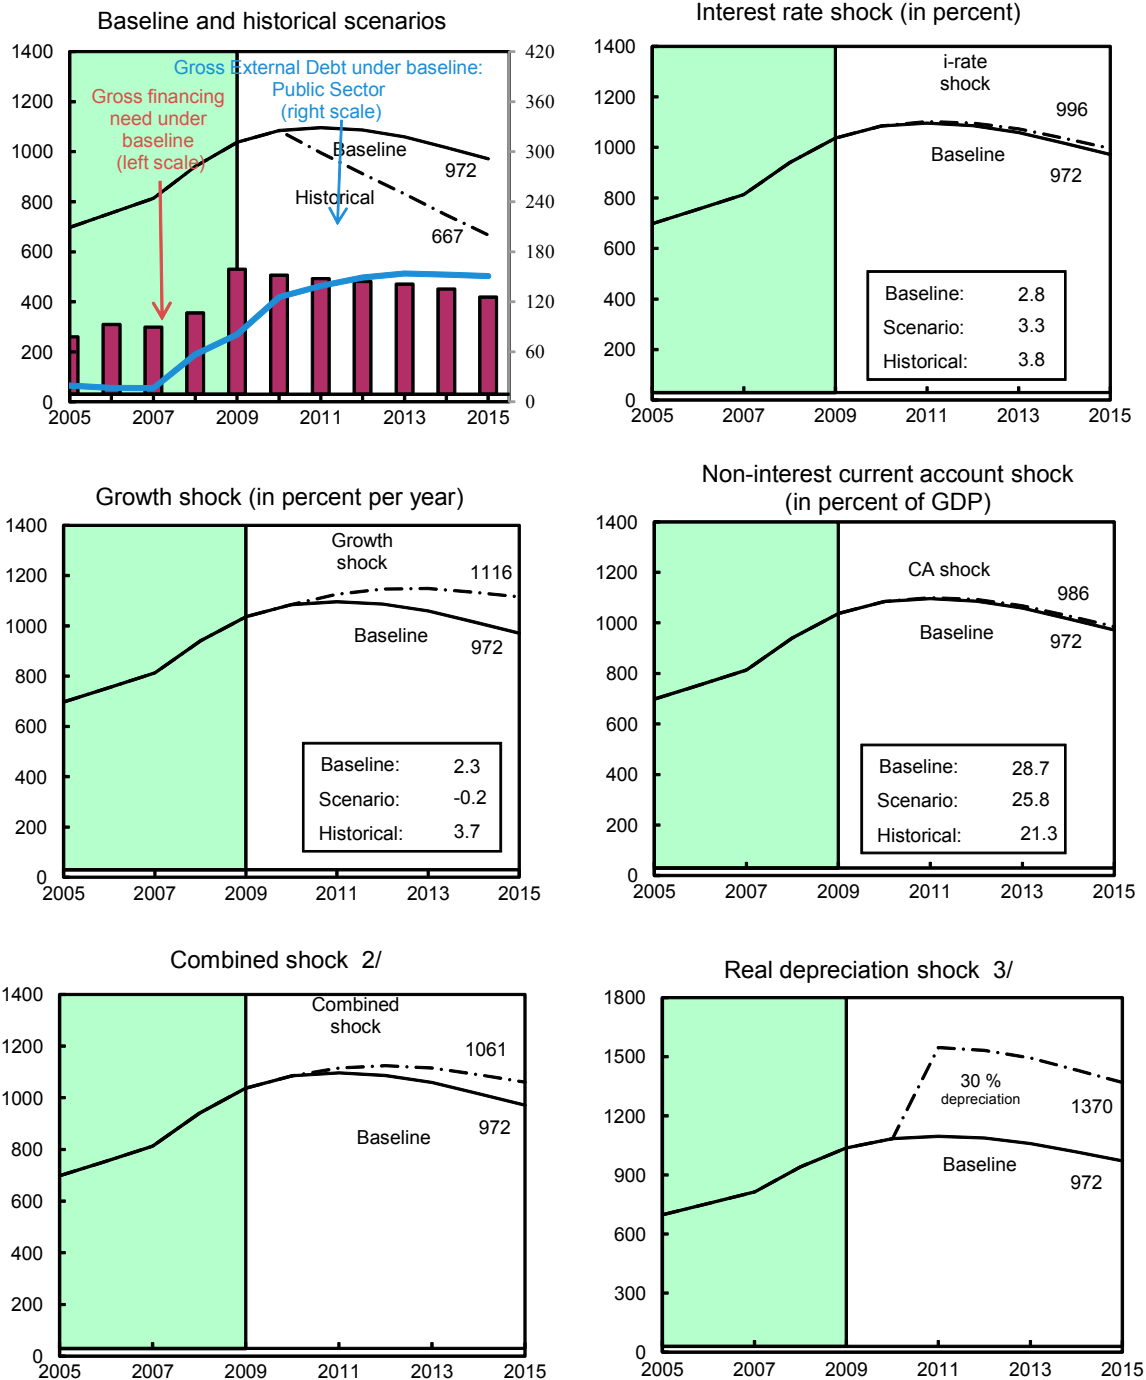 Baseline and historical scenarios
1400
1200
1000
800
600
400
200
0
420
360
300
240
180
120
60
0
Gross External Debt under baseline:
Public Sector
(right scale)
Gross financing
need under
baseline
(left scale)
Baseline
972
Historical
667
2005 2007 2009 2011 2013 2015
Interest rate shock (in percent)
1400
1200
1000
800
600
400
200
0
i-rate
shock
996
Baseline
972
Baseline: 2.8
Scenario: 3.3
Historical: 3.8
2005 2007 2009 2011 2013 2015
Growth shock (in percent per year)
1400
1200
1000
800
600
400
200
0
Growth
shock
1116
Baseline
972
Baseline: 2.3
Scenario: -0.2
Historical: 3.7
2005 2007 2009 2011 2013 2015
Non-interest current account shock
(in percent of GDP)
1400
1200
1000
800
600
400
200
0
CA shock
986
Baseline
972
Baseline: 28.7
Scenario: 25.8
Historical: 21.3
2005 2007 2009 2011 2013 2015
Combined shock 2/
1400
1200
1000
800
600
400
200
0
Combined
shock
1061
Baseline
972
2005 2007 2009 2011 2013 2015
Real depreciation shock 3/
1800
1500
1200
900
600
300
0
30 %
depreciation
1370
Baseline
972
2005 2007 2009 2011 2013 2015